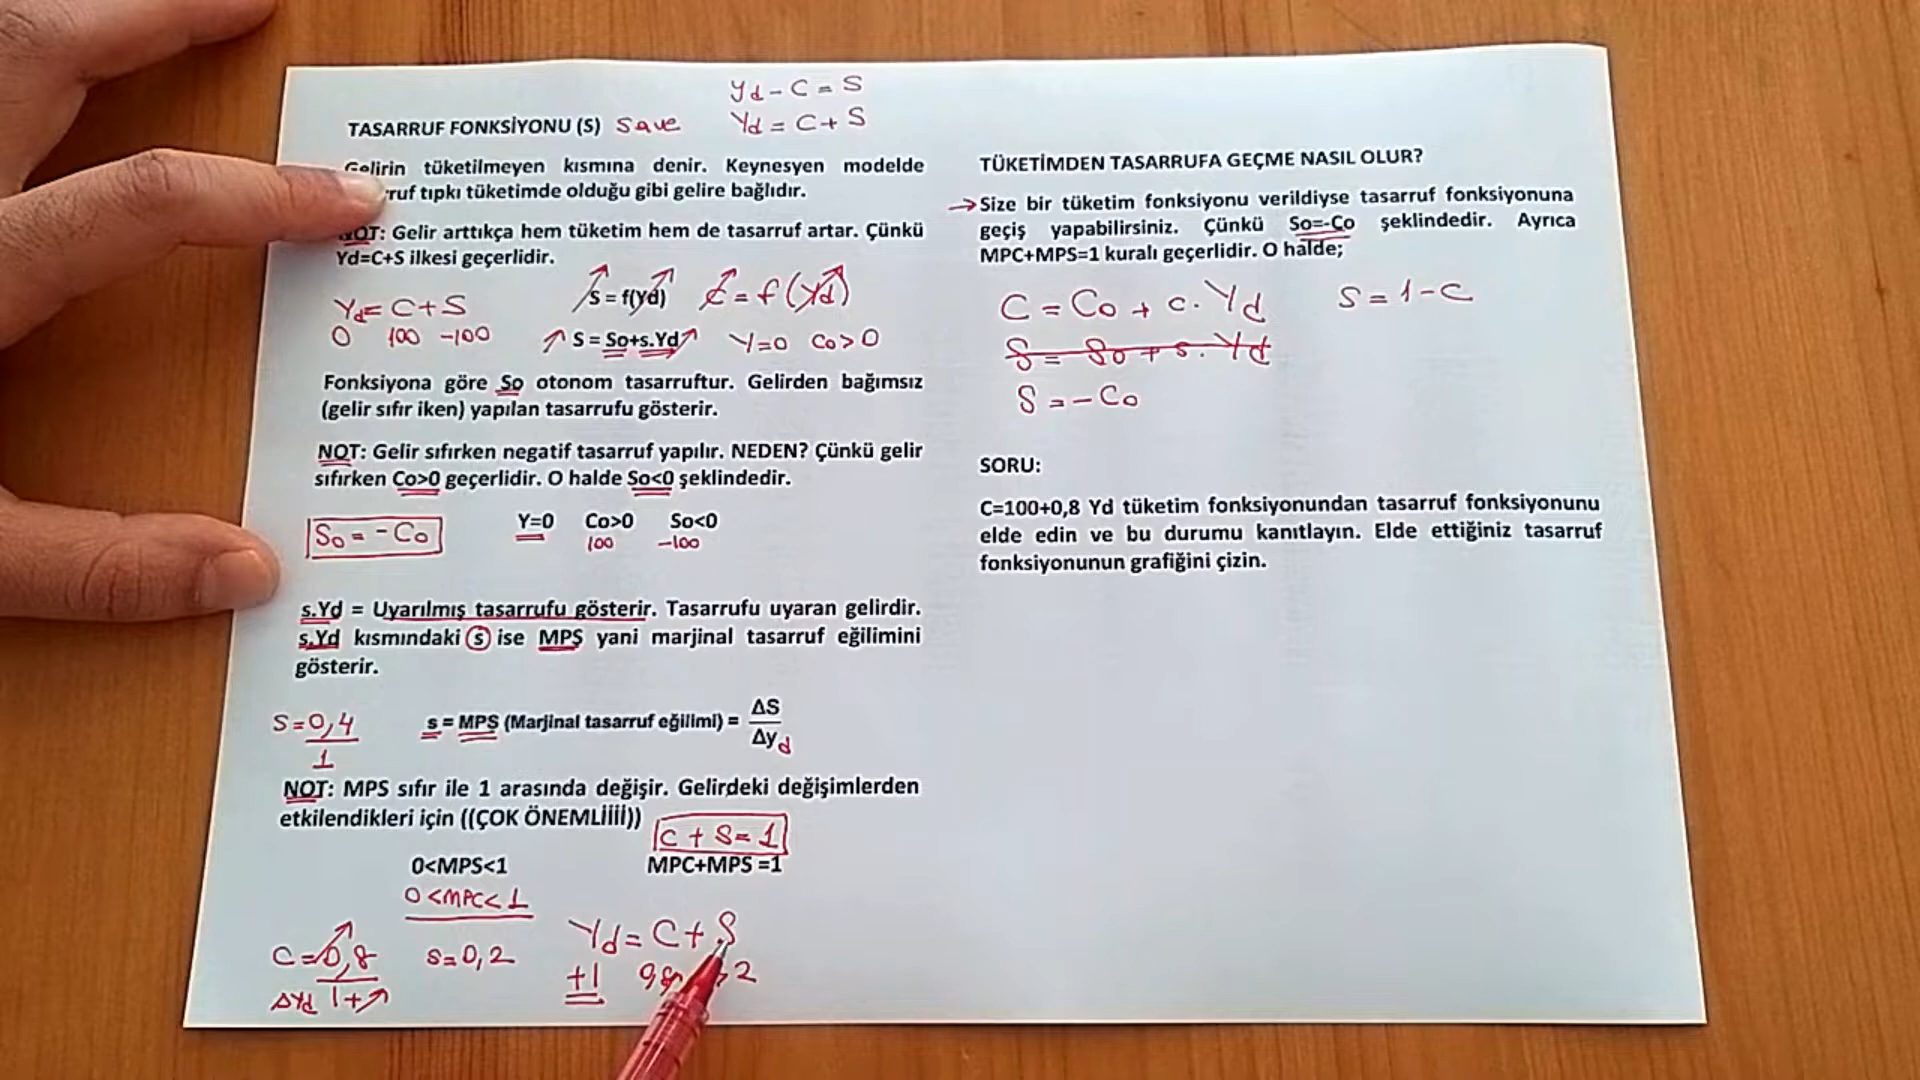 Yd - C = S
TASARRUF FONKSİYONU (S) save Yd = C + S
Gelirin tüketilmeyen kısmına denir. Keynesyen modelde
rruf tıpkı tüketimde olduğu gibi gelire bağlıdır.
NOT: Gelir arttıkça hem tüketim hem de tasarruf artar. Çünkü
Yd=C+S ilkesi geçerlidir.
Yd= C + S S = f(Yd) C = f (Yd)
0 100 -100 S = So+s.Yd Y=0 Co>0
Fonksiyona göre So otonom tasarruftur. Gelirden bağımsız
(gelir sıfır iken) yapılan tasarrufu gösterir.
NOT: Gelir sıfırken negatif tasarruf yapılır. NEDEN? Çünkü gelir
sıfırken Co>0 geçerlidir. O halde So<0 şeklindedir.
So = - Co Y=0 Co>0 So<0
100 -100
s.Yd = Uyarılmış tasarrufu gösterir. Tasarrufu uyaran gelirdir.
s.Yd kısmındaki s ise MPS yani marjinal tasarruf eğilimini
gösterir.
S = 0,4 s = MPS (Marjinal tasarruf eğilimi) = ΔS
1 Δyd
NOT: MPS sıfır ile 1 arasında değişir. Gelirdeki değişimlerden
etkilendikleri için ((ÇOK ÖNEMLİİİİ))
C + S = 1
0<MPS<1 MPC+MPS =1
0 <MPC< 1
Yd = C + S
C = 0,8 s=0,2
+1 2
ΔYd 1+
TÜKETİMDEN TASARRUFA GEÇME NASIL OLUR?
→ Size bir tüketim fonksiyonu verildiyse tasarruf fonksiyonuna
geçiş yapabilirsiniz. Çünkü So=-Co şeklindedir. Ayrıca
MPC+MPS=1 kuralı geçerlidir. O halde;
C = Co + c. Yd S = 1 - C
S = So + s. Yd
S = - Co
SORU:
C=100+0,8 Yd tüketim fonksiyonundan tasarruf fonksiyonunu
elde edin ve bu durumu kanıtlayın. Elde ettiğiniz tasarruf
fonksiyonunun grafiğini çizin.